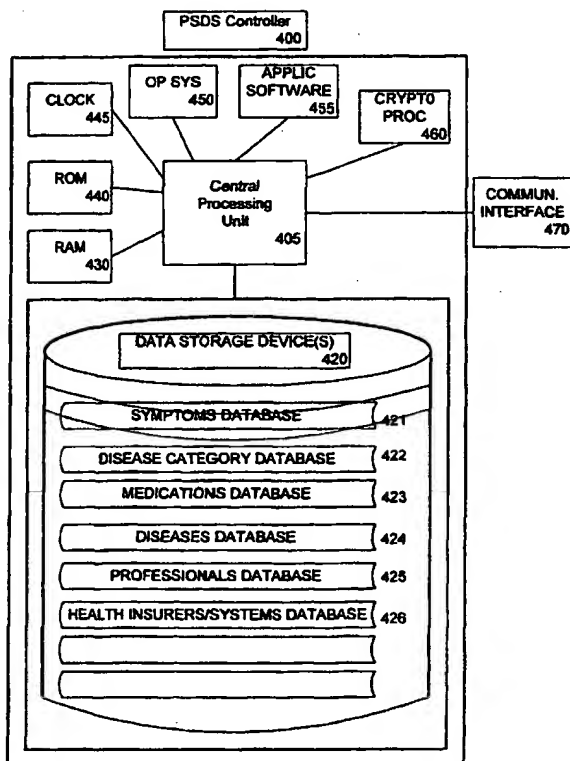 PSDS Controller
400
CLOCK
445
OP SYS
450
APPLIC
SOFTWARE
455
CRYPT0
PROC
460
ROM
440
Central
Processing
Unit
405
COMMUN.
INTERFACE
470
RAM
430
DATA STORAGE DEVICE(S)
420
SYMPTOMS DATABASE
421
DISEASE CATEGORY DATABASE
422
MEDICATIONS DATABASE
423
DISEASES DATABASE
424
PROFESSIONALS DATABASE
425
HEALTH INSURERS/SYSTEMS DATABASE
426